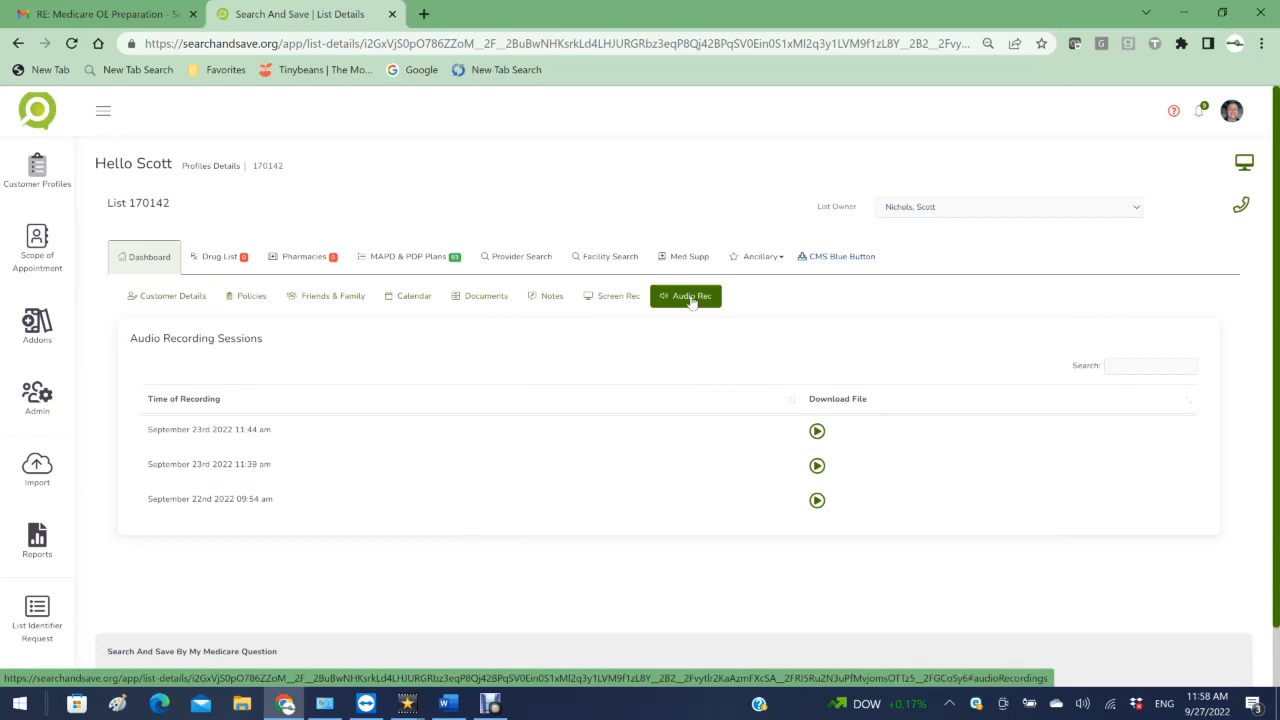 RE: Medicare OE Preparation - S
Search And Save | List Details
https://searchandsave.org/app/list-details/i2GxVjS0pO786ZZoM__2F__2BuBWNHKsrkLd4LHJURGRbz3eqP8Qj42BPqSV0Ein0S1xMl2q3y1LVM9f1zL8Y__2B2__2F__2Fvy...
New Tab
New Tab Search
Favorites
Tinybeans | The Mo...
Google
New Tab Search
0
Hello Scott Profiles Details | 170142
List 170142
List Owner
Nichols, Scott
Customer Profiles
Scope of Appointment
Addons
Admin
Import
Reports
List Identifier Request
Dashboard
Drug List 0
Pharmacies 0
MAPD & PDP Plans 93
Provider Search
Facility Search
Med Supp
Ancillary
CMS Blue Button
Customer Details
Policies
Friends & Family
Calendar
Documents
Notes
Screen Rec
Audio Rec
Audio Recording Sessions
Search:
Time of Recording
Download File
September 23rd 2022 11:44 am
September 23rd 2022 11:39 am
September 22nd 2022 09:54 am
Search And Save By My Medicare Question
https://searchandsave.org/app/list-details/i2GxVjS0pO786ZZoM__2F__2BuBWNHKsrkLd4LHJURGRbz3eqP8Qj42BPqSV0Ein0S1xMl2q3y1LVM9f1zL8Y__2B2__2F__2Fvytlr2KaAzmFXcSA__2FRI5Ru2N3uPfMvjomsOTTz5__2FGCoSy6#audioRecordings
DOW +0.17%
ENG
11:58 AM
9/27/2022
3